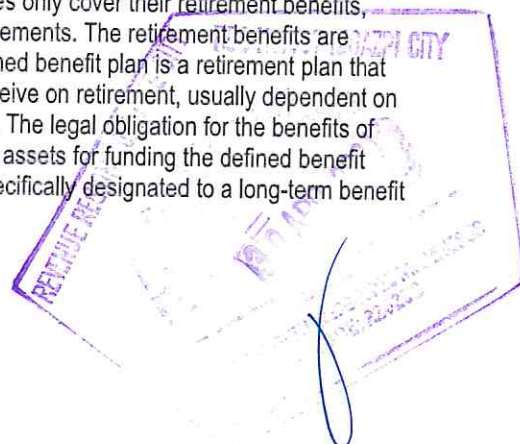 es only cover their retirement benefits,
ements. The retirement benefits are
ned benefit plan is a retirement plan that
eive on retirement, usually dependent on
. The legal obligation for the benefits of
assets for funding the defined benefit
ecifically designated to a long-term benefit
CITY
REVENUE
APR